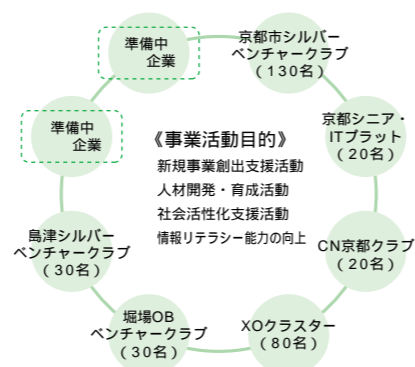 準備中
企業
京都市シルバー
ベンチャークラブ
(130名)
準備中
企業
京都シニア・
ITプラット
(20名)
《事業活動目的》
新規事業創出支援活動
人材開発・育成活動
社会活性化支援活動
情報リテラシー能力の向上
島津シルバー
ベンチャークラブ
(30名)
CN京都クラブ
(20名)
堀場OB
ベンチャークラブ
(30名)
XOクラスター
(80名)